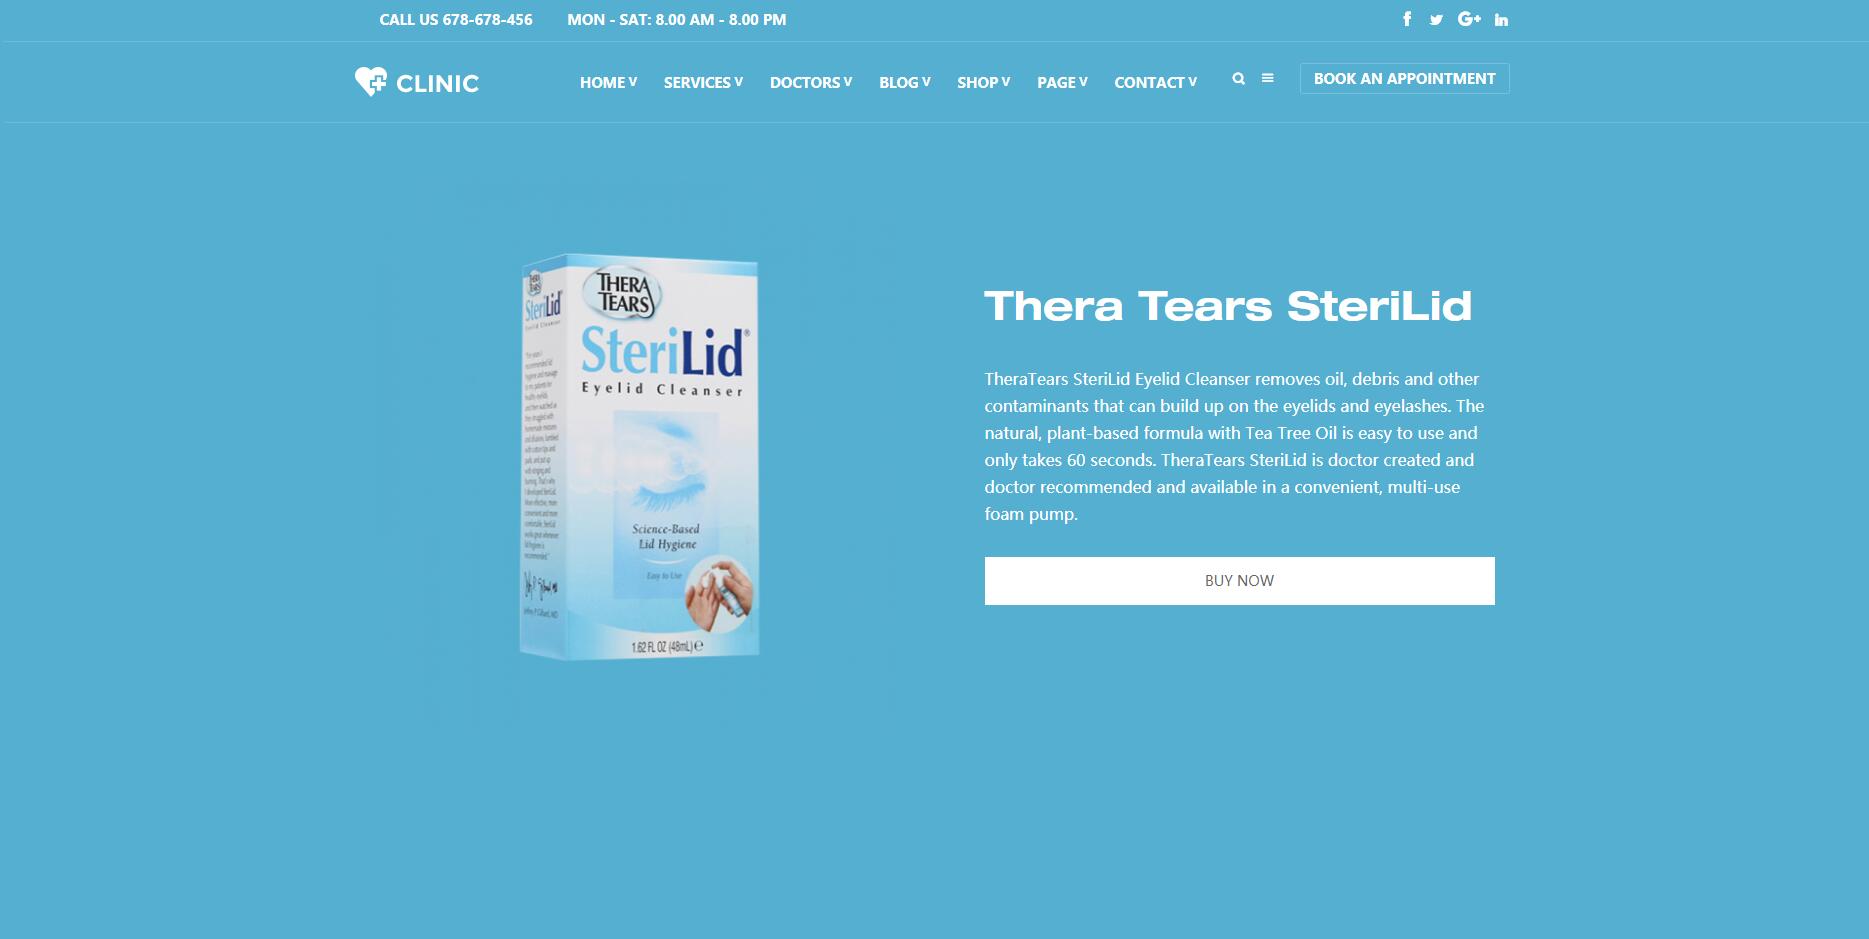 CALL US 678-678-456 MON - SAT: 8.00 AM - 8.00 PM
CLINIC HOME V SERVICES V DOCTORS V BLOG V SHOP V PAGE V CONTACT V BOOK AN APPOINTMENT
THERA
TEARS
SteriLid
Eyelid Cleanser
THERA
TEARS
SteriLid®
Eyelid Cleanser
Science-Based
Lid Hygiene
Easy to Use
1.62 FL OZ (48mL) ℮
Thera Tears SteriLid
TheraTears SteriLid Eyelid Cleanser removes oil, debris and other
contaminants that can build up on the eyelids and eyelashes. The
natural, plant-based formula with Tea Tree Oil is easy to use and
only takes 60 seconds. TheraTears SteriLid is doctor created and
doctor recommended and available in a convenient, multi-use
foam pump.
BUY NOW